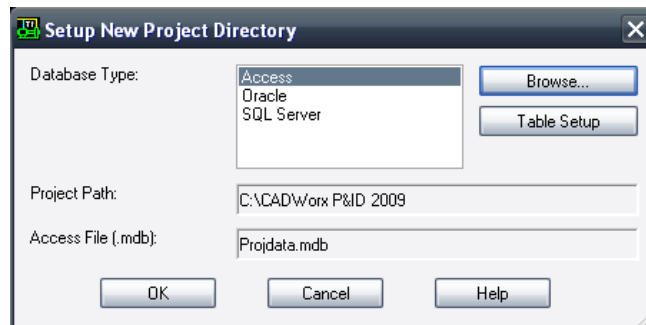 Setup New Project Directory
Database Type:
Access
Oracle
SQL Server
Browse...
Table Setup
Project Path:
C:\CADWorx P&ID 2009
Access File (.mdb):
Projdata.mdb
OK
Cancel
Help